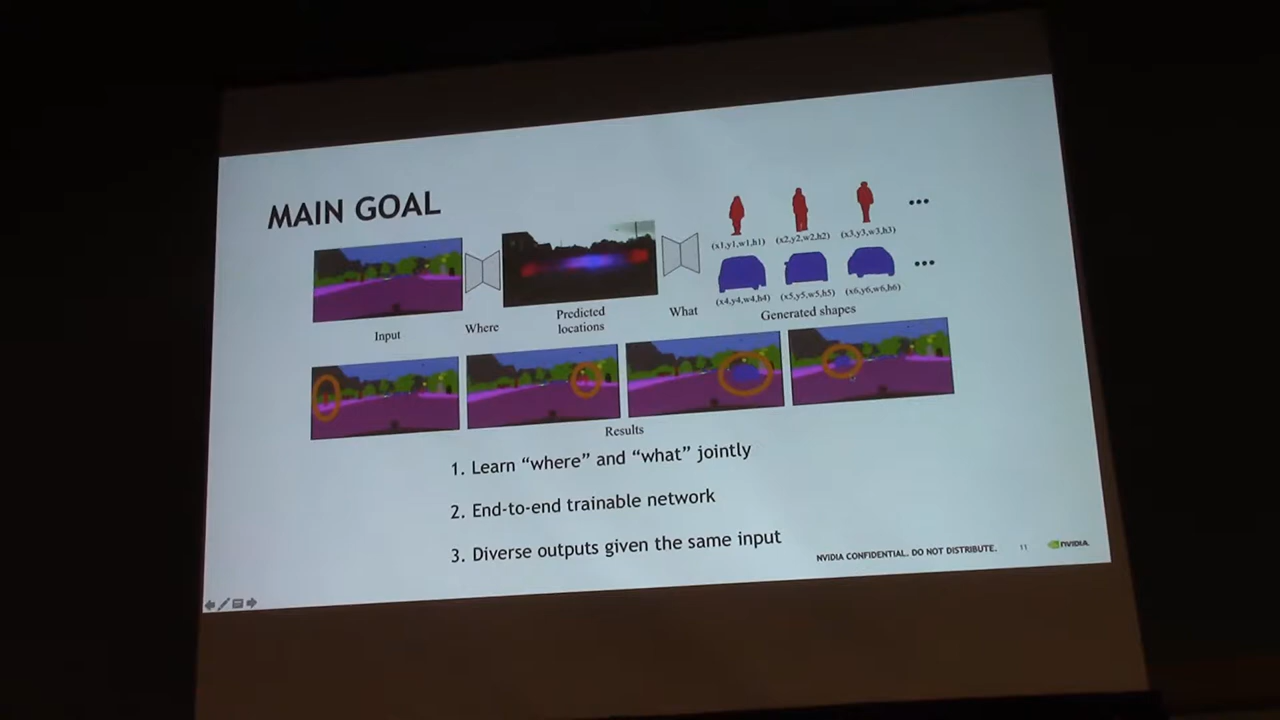 MAIN GOAL
(x1,y1,w1,h1) (x2,y2,w2,h2) (x3,y3,w3,h3)
(x4,y4,w4,h4) (x5,y5,w5,h5) (x6,y6,w6,h6)
Input
Where
Predicted
locations
What
Generated shapes
Results
1. Learn “where” and “what” jointly
2. End-to-end trainable network
3. Diverse outputs given the same input
NVIDIA CONFIDENTIAL. DO NOT DISTRIBUTE.
11
NVIDIA.